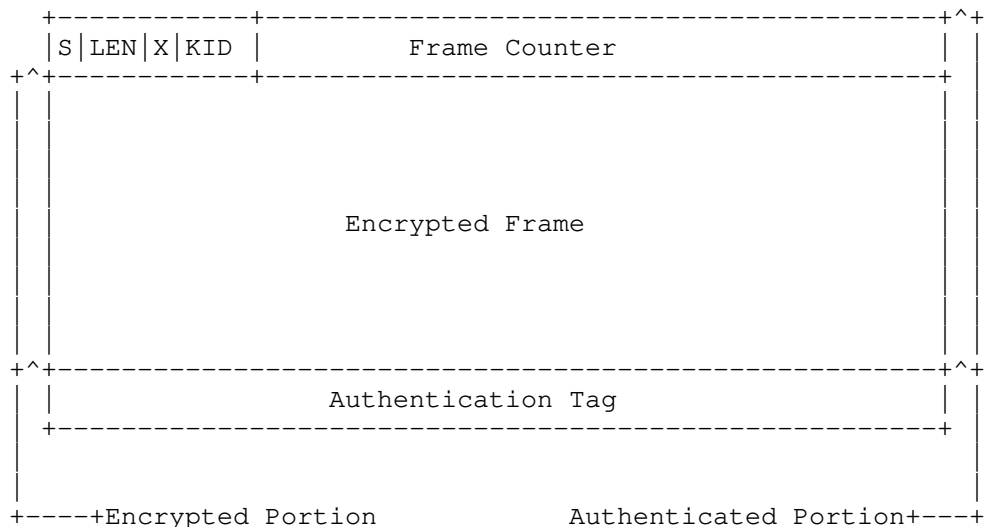 S|LEN|X|KID | Frame Counter
Encrypted Frame
Authentication Tag
Encrypted Portion Authenticated Portion